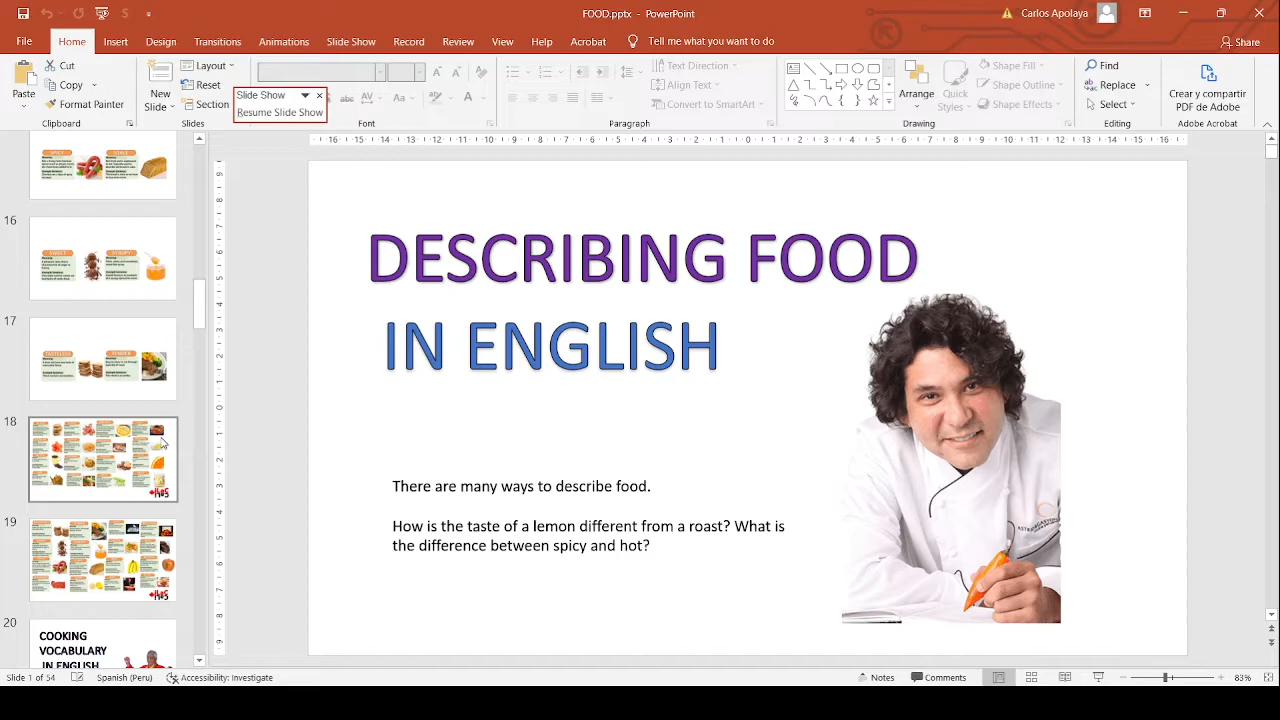 FOOD.pptx - PowerPoint
Carlos Apolaya
File Home Insert Design Transitions Animations Slide Show Record Review View Help Acrobat Tell me what you want to do Share
Paste
Cut
Copy
Format Painter
Clipboard
New Slide
Layout
Reset
Section
Slides
Slide Show
Resume Slide Show
Font
Text Direction
Align Text
Convert to SmartArt
Paragraph
Arrange
Quick Styles
Shape Fill
Shape Outline
Shape Effects
Drawing
Find
Replace
Select
Editing
Crear y compartir
PDF de Adobe
Adobe Acrobat
SPICY
STALE
16
SWEET
SYRUPY
17
TASTELESS
TENDER
18
19
20
COOKING
VOCABULARY
IN ENGLISH
DESCRIBING FOOD
IN ENGLISH
There are many ways to describe food.
How is the taste of a lemon different from a roast? What is
the difference between spicy and hot?
Slide 1 of 54
Spanish (Peru)
Accessibility: Investigate
Notes
Comments
83%